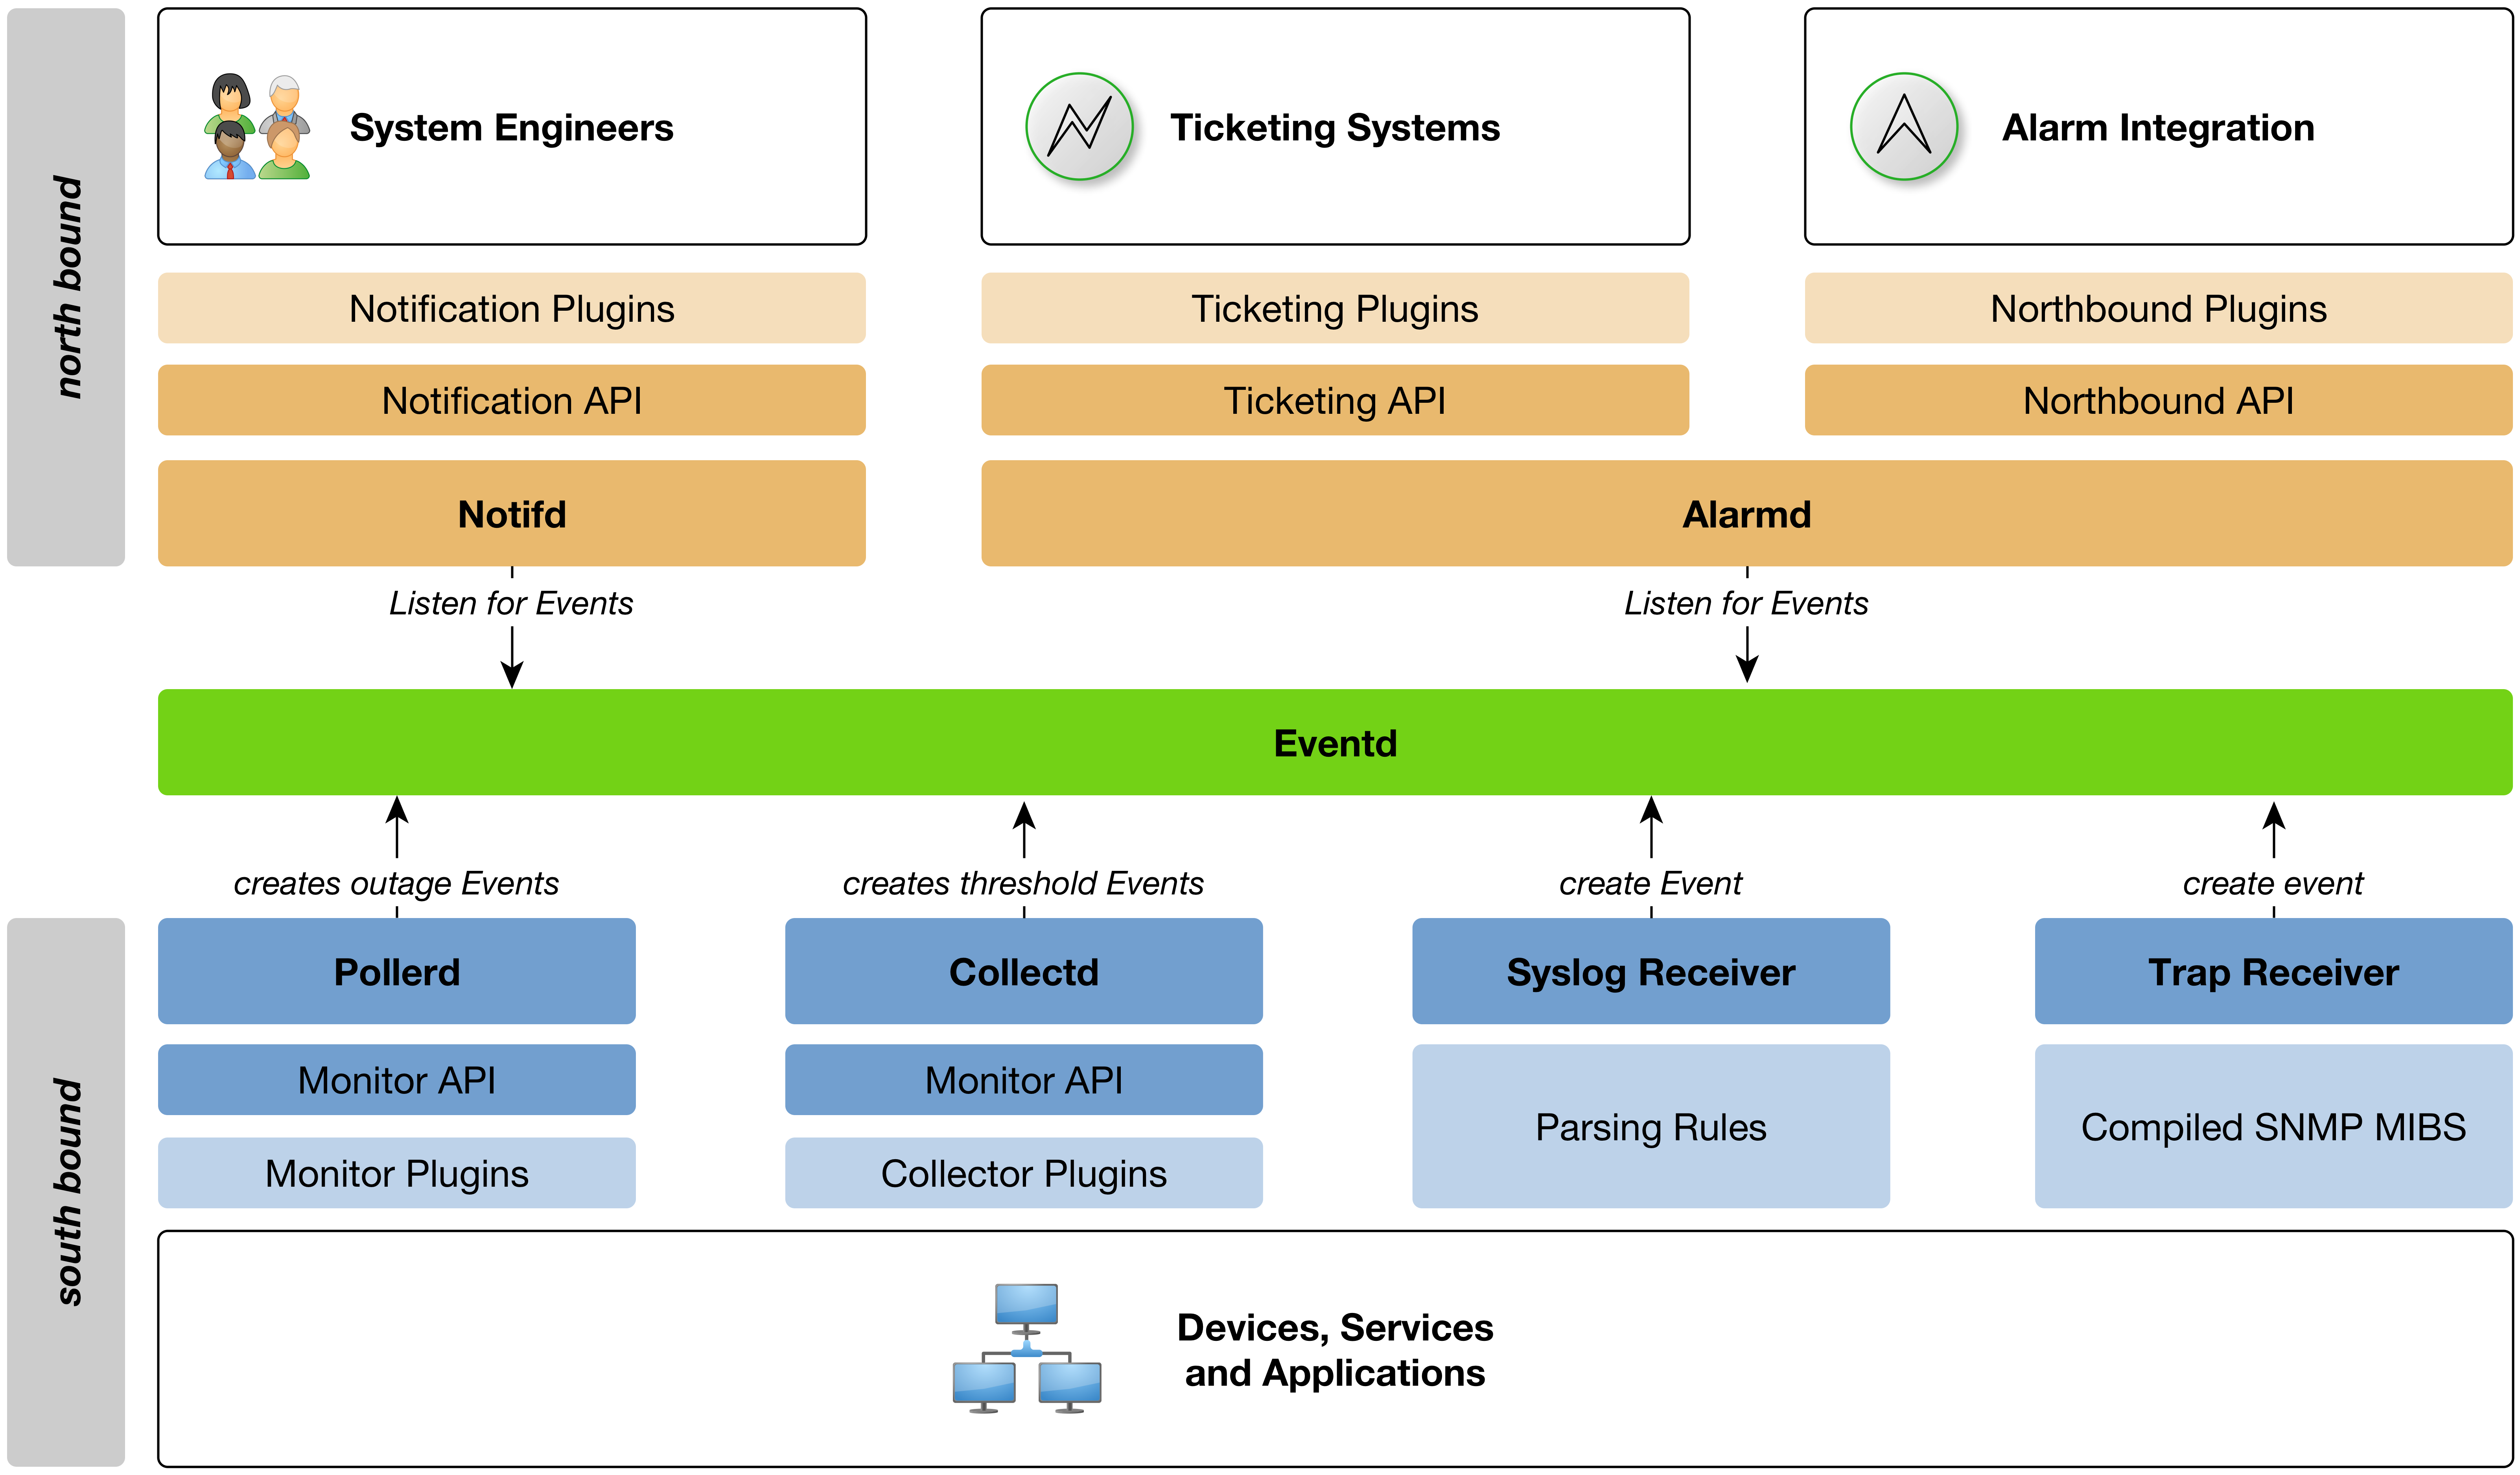 north bound
System Engineers
Ticketing Systems
Alarm Integration
Notification Plugins
Ticketing Plugins
Northbound Plugins
Notification API
Ticketing API
Northbound API
Notifd
Alarmd
Listen for Events
Listen for Events
Eventd
creates outage Events
creates threshold Events
create Event
create event
south bound
Pollerd
Collectd
Syslog Receiver
Trap Receiver
Monitor API
Monitor API
Parsing Rules
Compiled SNMP MIBS
Monitor Plugins
Collector Plugins
Devices, Services
and Applications